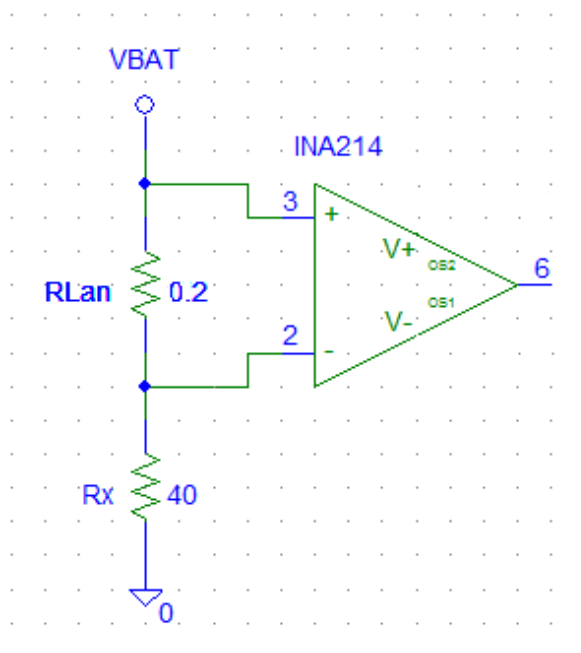 VBAT
INA214
3
+
V+
OS2
6
RLan 0.2
OS1
2
V-
-
Rx 40
0